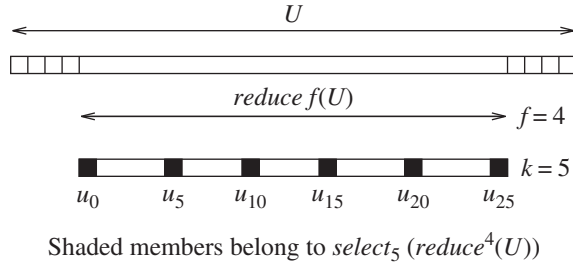 U
reduce f(U)
f = 4
k = 5
u₀ u₅ u₁₀ u₁₅ u₂₀ u₂₅
Shaded members belong to select₅ (reduce⁴(U))